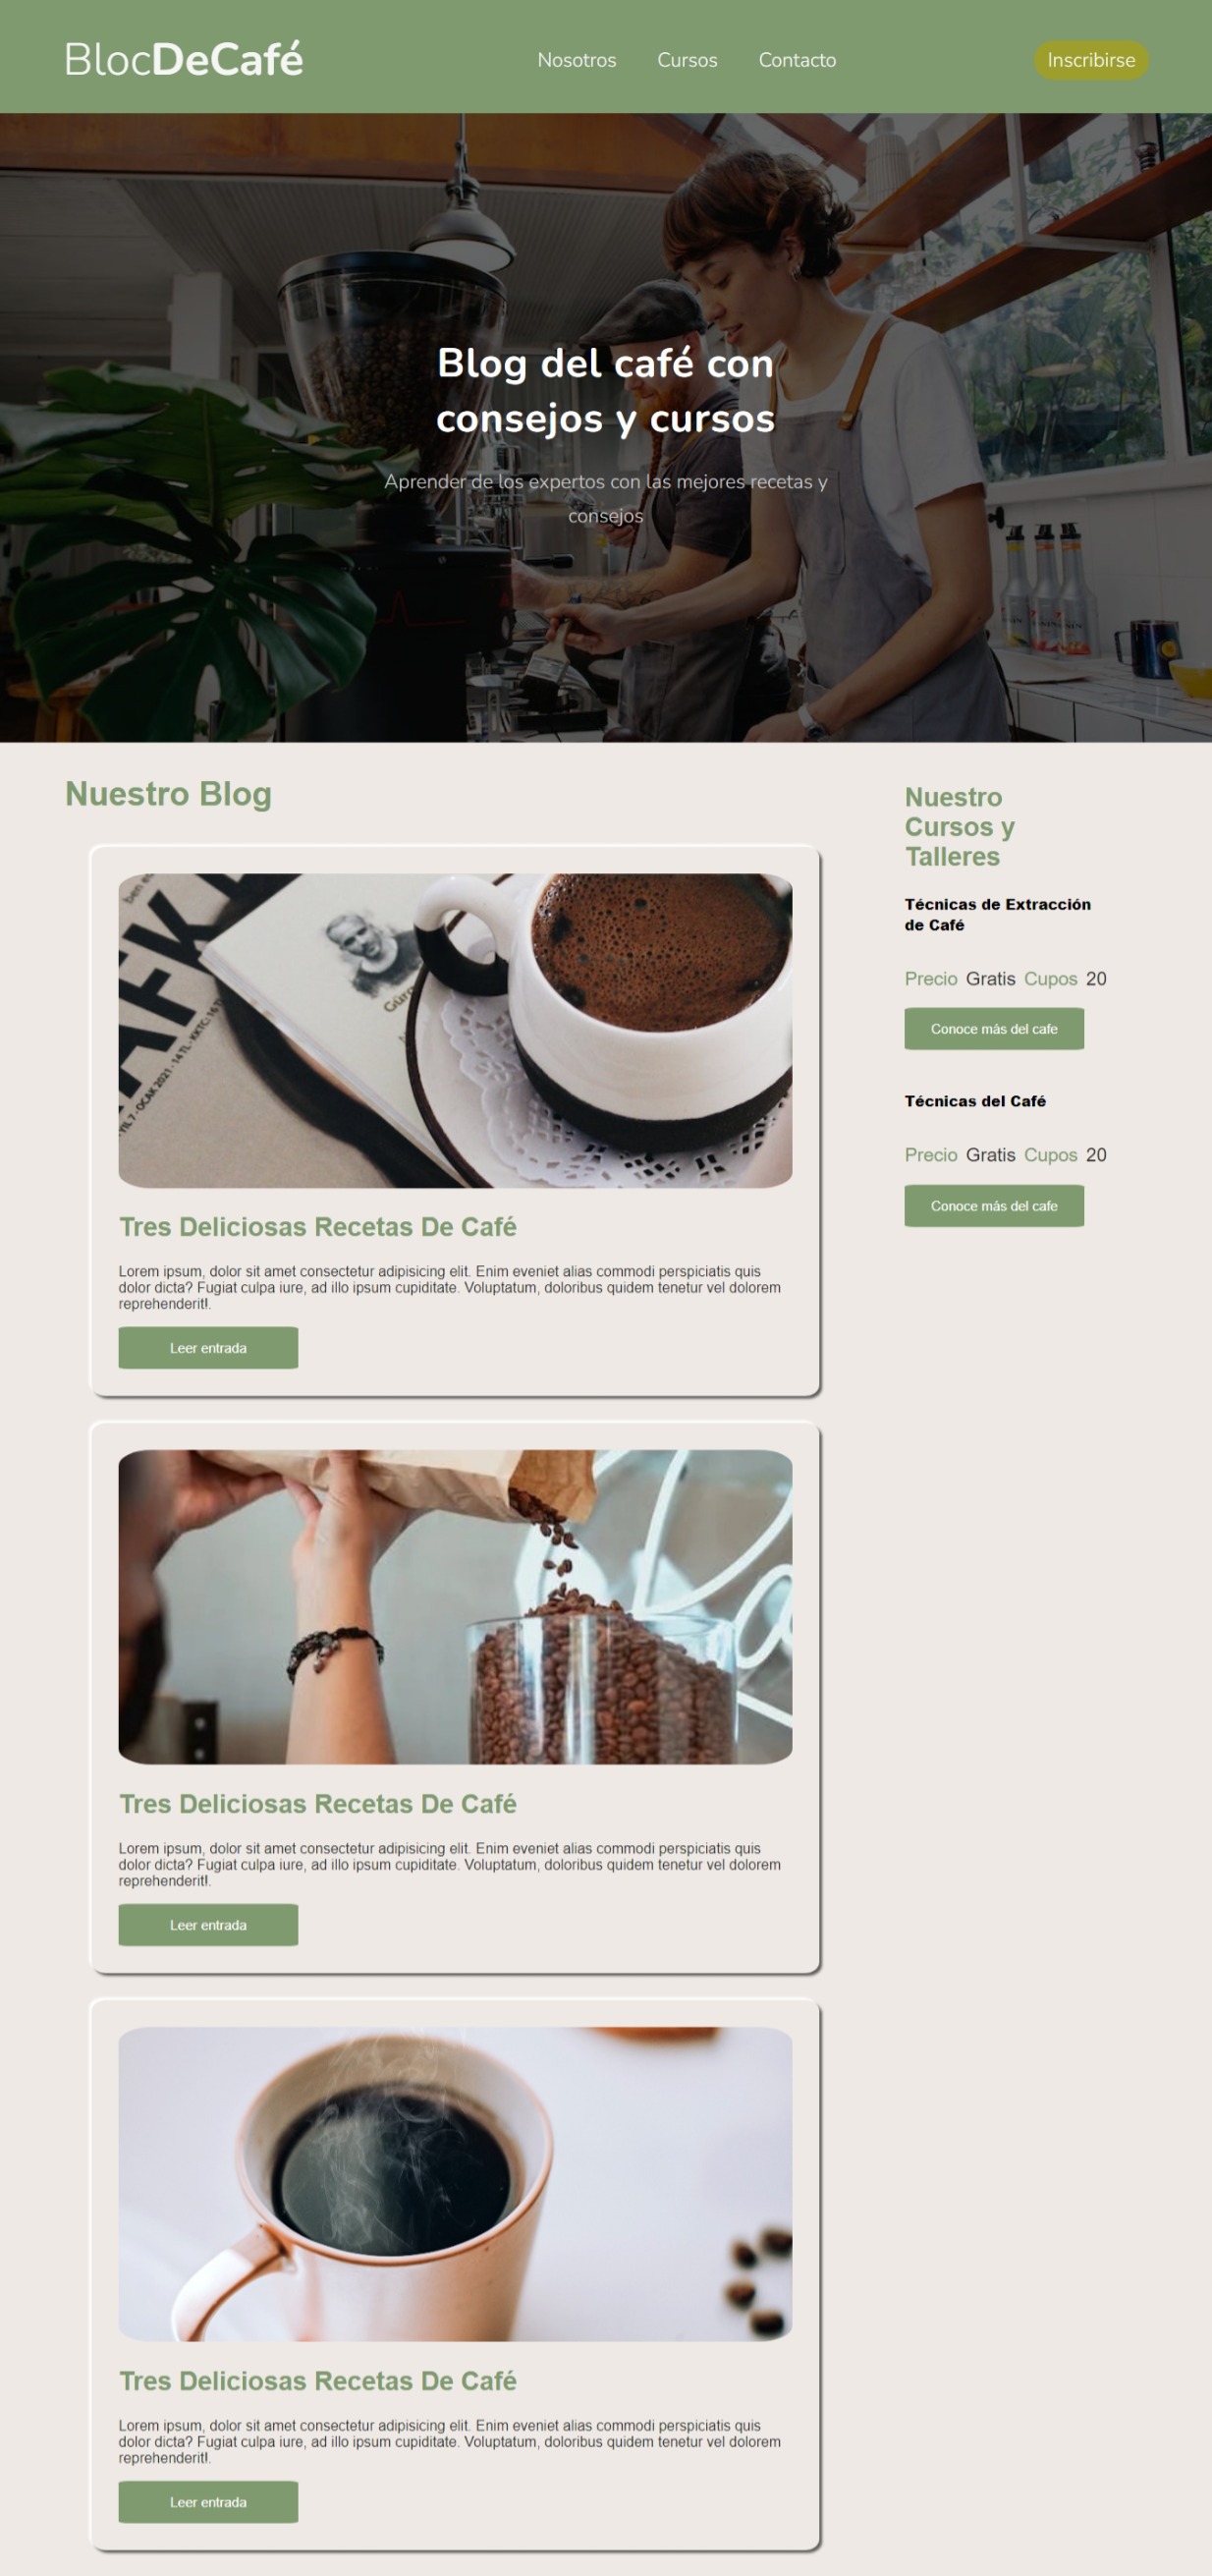 BlocDeCafé
Nosotros Cursos Contacto
Inscribirse
Blog del café con
consejos y cursos
Aprender de los expertos con las mejores recetas y
consejos
Nuestro Blog
YIL 7 - OCAK 2021 - 14 TL - KKTC: 16 T
Tres Deliciosas Recetas De Café
Lorem ipsum, dolor sit amet consectetur adipisicing elit. Enim eveniet alias commodi perspiciatis quis
dolor dicta? Fugiat culpa iure, ad illo ipsum cupiditate. Voluptatum, doloribus quidem tenetur vel dolorem
reprehenderit!.
Leer entrada
Tres Deliciosas Recetas De Café
Lorem ipsum, dolor sit amet consectetur adipisicing elit. Enim eveniet alias commodi perspiciatis quis
dolor dicta? Fugiat culpa iure, ad illo ipsum cupiditate. Voluptatum, doloribus quidem tenetur vel dolorem
reprehenderit!.
Leer entrada
Tres Deliciosas Recetas De Café
Lorem ipsum, dolor sit amet consectetur adipisicing elit. Enim eveniet alias commodi perspiciatis quis
dolor dicta? Fugiat culpa iure, ad illo ipsum cupiditate. Voluptatum, doloribus quidem tenetur vel dolorem
reprehenderit!.
Leer entrada
Nuestro
Cursos y
Talleres
Técnicas de Extracción
de Café
Precio Gratis Cupos 20
Conoce más del cafe
Técnicas del Café
Precio Gratis Cupos 20
Conoce más del cafe